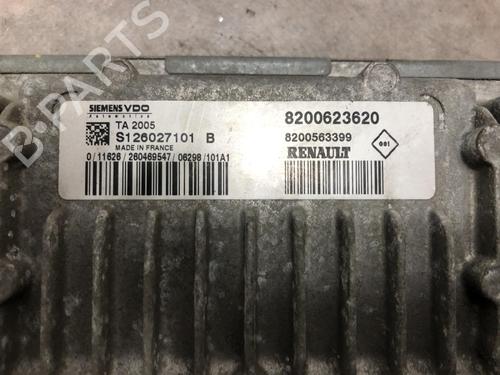 SIEMENS VDO
Automotive
TA 2005
S126027101 B
MADE IN FRANCE
0/11626/260469547/06298/101A1
8200623620
8200563399
RENAULT
001
B-PARTS